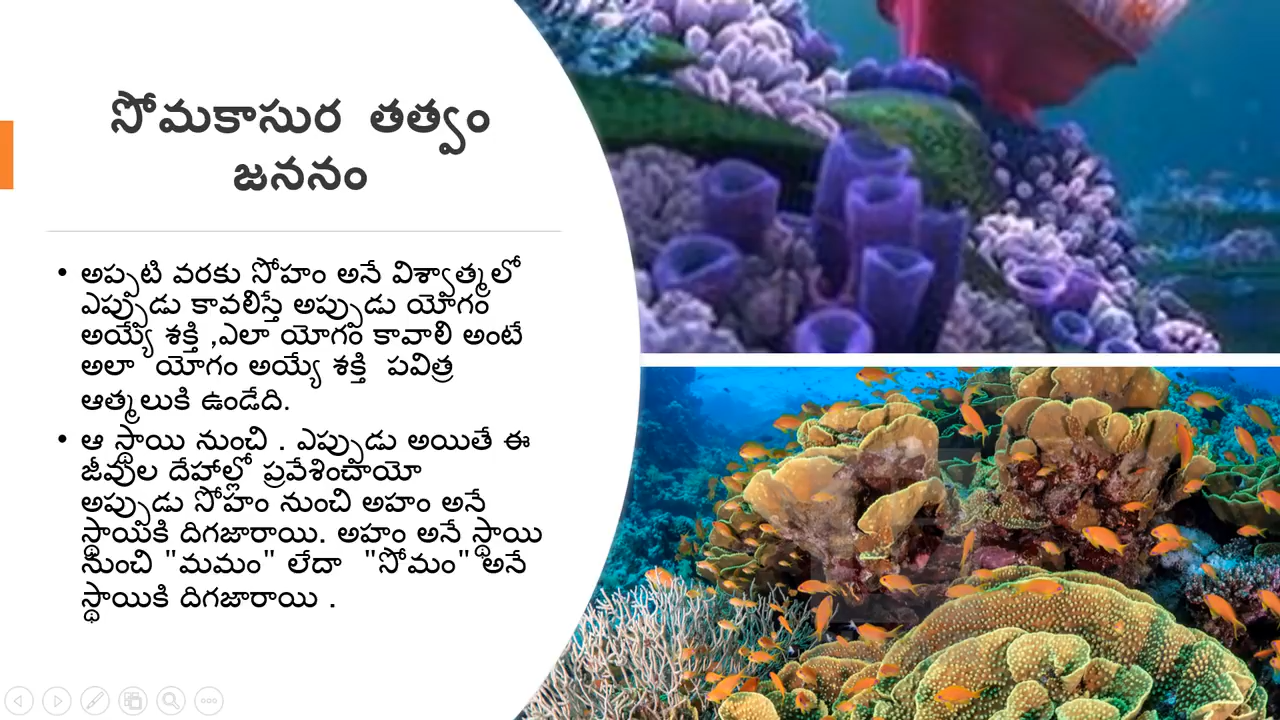 సోమకాసుర తత్వం
జననం
• అప్పటి వరకు సోహం అనే విశ్వాత్మలో
ఎప్పుడు కావలిస్తే అప్పుడు యోగం
అయ్యే శక్తి ,ఎలా యోగం కావాలి అంటే
అలా యోగం అయ్యే శక్తి పవిత్ర
ఆత్మలుకి ఉండేది.
• ఆ స్థాయి నుంచి . ఎప్పుడు అయితే ఈ
జీవుల దేహాల్లో ప్రవేశించాయో
అప్పుడు సోహం నుంచి అహం అనే
స్థాయికి దిగజారాయి. అహం అనే స్థాయి
నుంచి "మమం" లేదా "సోమం" అనే
స్థాయికి దిగజారాయి .